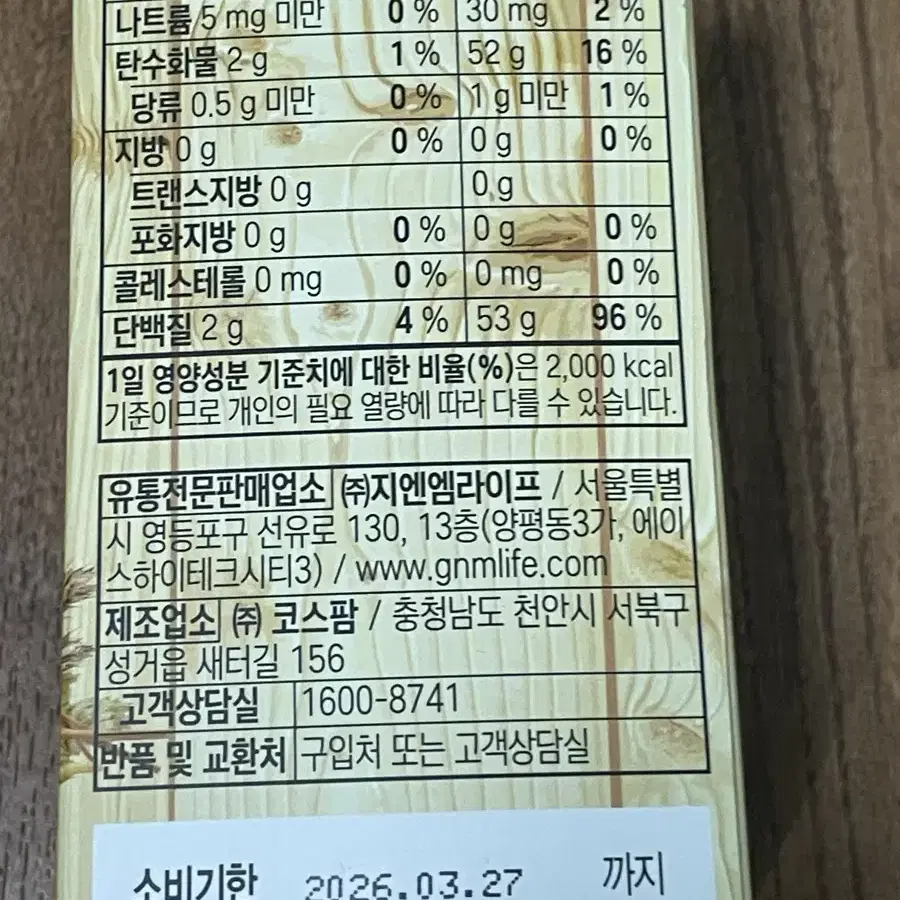 나트륨 5 mg 미만 0 % 30 mg 2 %
탄수화물 2 g 1 % 52 g 16 %
당류 0.5 g 미만 0 % 1 g 미만 1 %
지방 0 g 0 % 0 g 0 %
트랜스지방 0 g 0 g
포화지방 0 g 0 % 0 g 0 %
콜레스테롤 0 mg 0 % 0 mg 0 %
단백질 2 g 4 % 53 g 96 %
1일 영양성분 기준치에 대한 비율(%)은 2,000 kcal
기준이므로 개인의 필요 열량에 따라 다를 수 있습니다.
유통전문판매업소 ㈜지엔엠라이프 / 서울특별
시 영등포구 선유로 130, 13층(양평동3가, 에이
스하이테크시티3) / www.gnmlife.com
제조업소 ㈜ 코스팜 / 충청남도 천안시 서북구
성거읍 새터길 156
고객상담실 1600-8741
반품 및 교환처 구입처 또는 고객상담실
소비기한 2026.03.27 까지